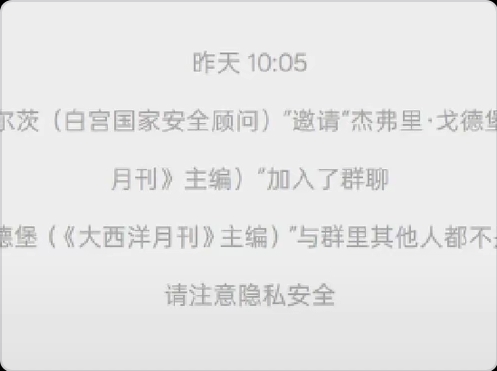 昨天 10:05
尔茨（白宫国家安全顾问）"邀请"杰弗里·戈德堡
月刊》主编）"加入了群聊
德堡（《大西洋月刊》主编）"与群里其他人都不
请注意隐私安全